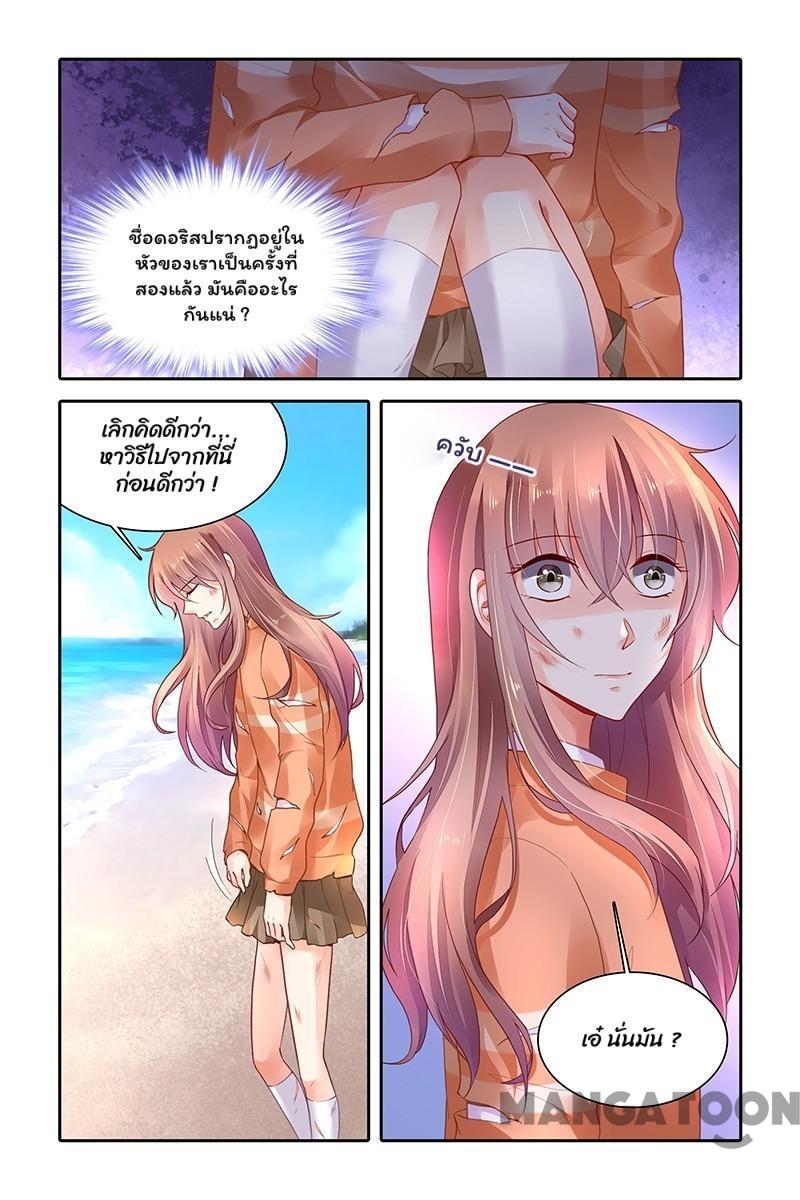 ชื่อดอริสปรากฏอยู่ใน
หัวของเราเป็นครั้งที่
สองแล้ว มันคืออะไร
กันแน่ ?
เลิกคิดดีกว่า...
หาวิธีไปจากที่นี่
ก่อนดีกว่า !
ควับ ——
เอ๋ นั่นมัน ?
MANGATOON